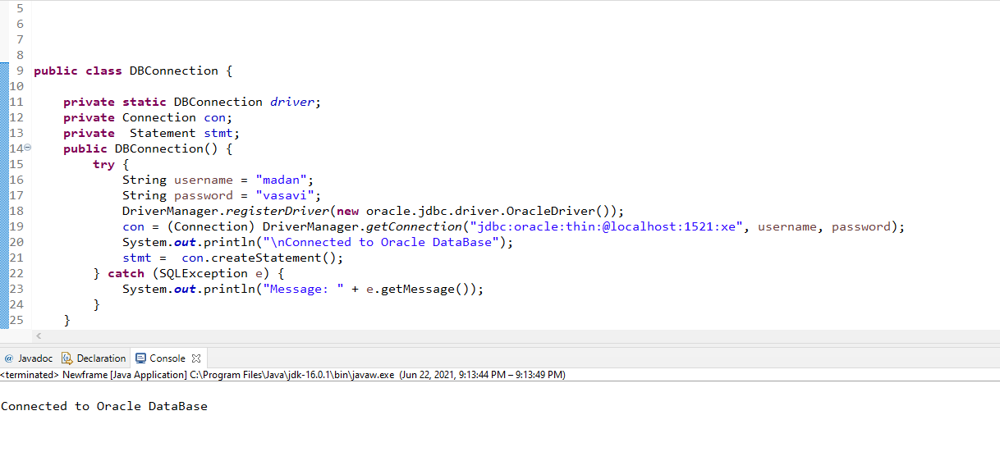 5
6
7
8
9 public class DBConnection {
10
11     private static DBConnection driver;
12     private Connection con;
13     private  Statement stmt;
14     public DBConnection() {
15         try {
16             String username = "madan";
17             String password = "vasavi";
18             DriverManager.registerDriver(new oracle.jdbc.driver.OracleDriver());
19             con = (Connection) DriverManager.getConnection("jdbc:oracle:thin:@localhost:1521:xe", username, password);
20             System.out.println("\nConnected to Oracle DataBase");
21             stmt =  con.createStatement();
22         } catch (SQLException e) {
23             System.out.println("Message: " + e.getMessage());
24         }
25     }
@ Javadoc Declaration Console
<terminated> Newframe [Java Application] C:\Program Files\Java\jdk-16.0.1\bin\javaw.exe (Jun 22, 2021, 9:13:44 PM – 9:13:49 PM)
Connected to Oracle DataBase